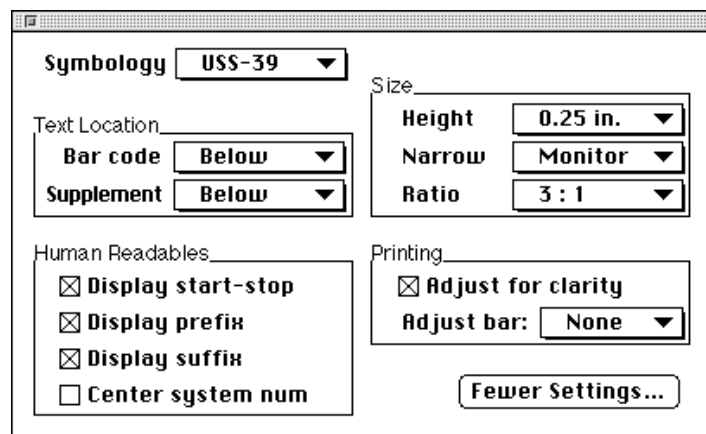 Symbology USS-39
Text Location
Bar code Below
Supplement Below
Size
Height 0.25 in.
Narrow Monitor
Ratio 3 : 1
Human Readables
Display start-stop
Display prefix
Display suffix
Center system num
Printing
Adjust for clarity
Adjust bar: None
Fewer Settings...